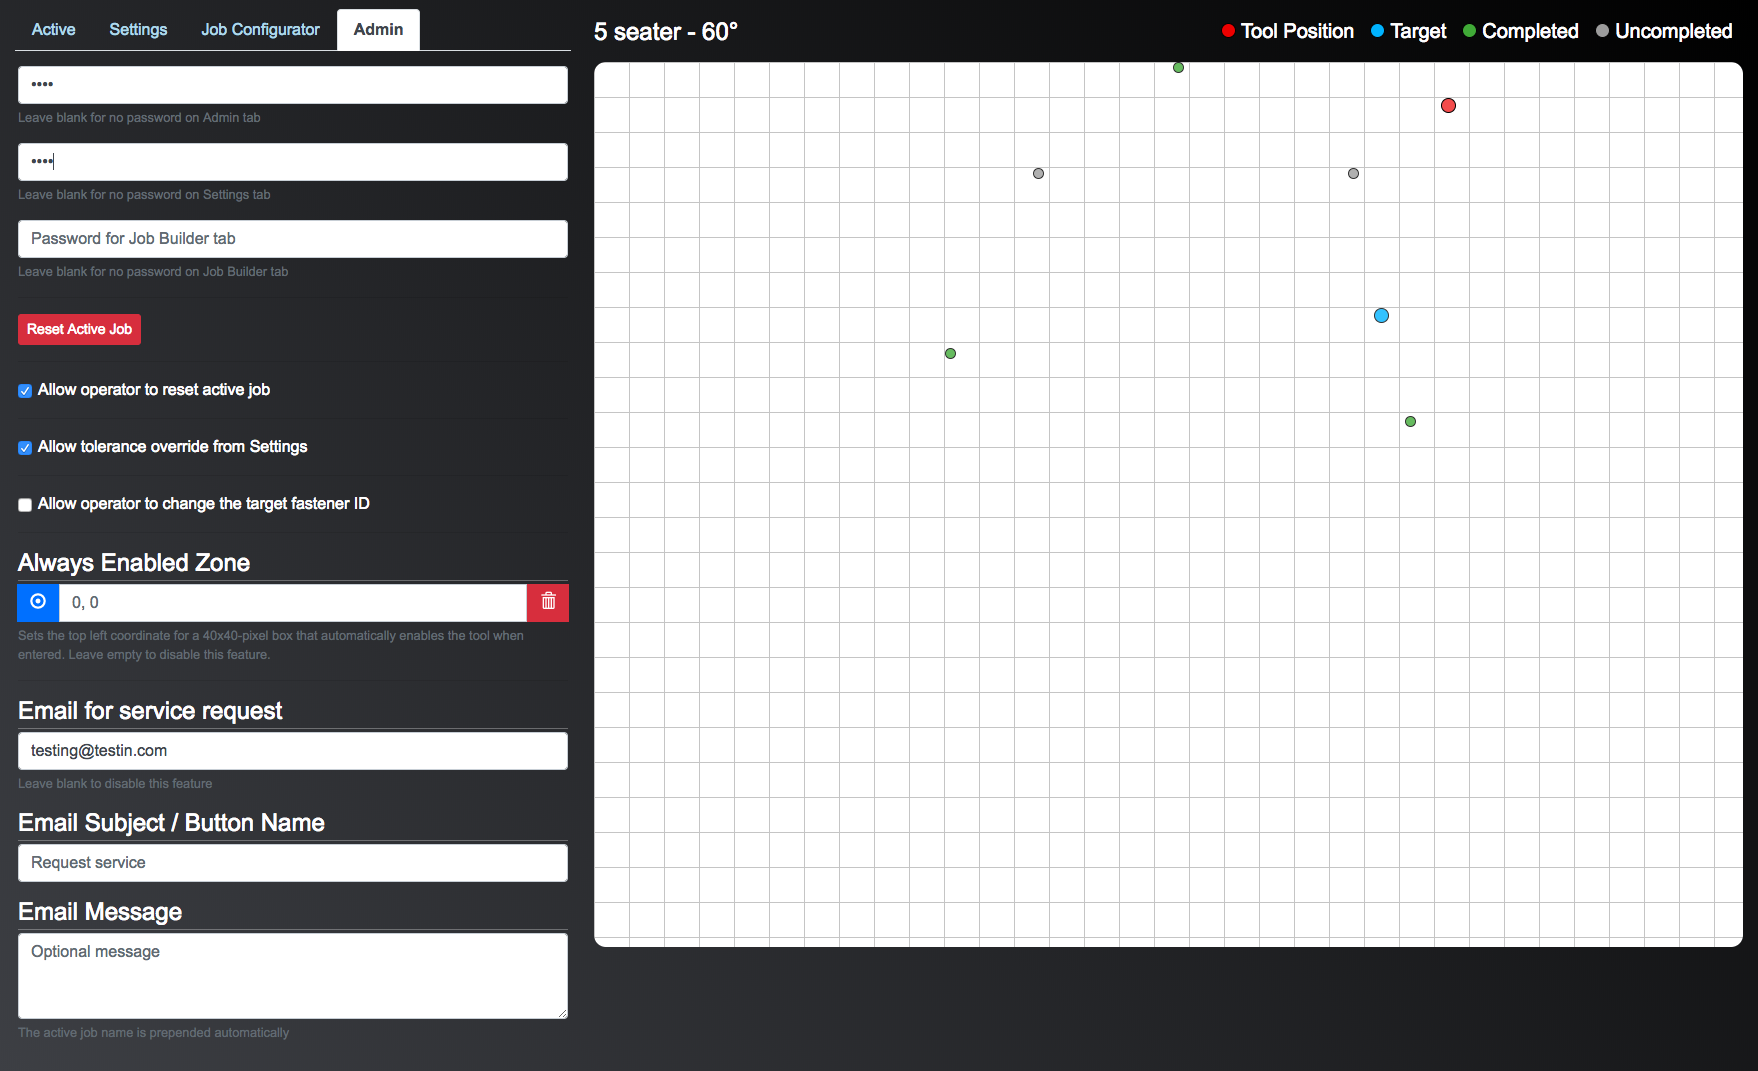 Active
Settings
Job Configurator
Admin
••••
Leave blank for no password on Admin tab
••••
Leave blank for no password on Settings tab
Password for Job Builder tab
Leave blank for no password on Job Builder tab
Reset Active Job
Allow operator to reset active job
Allow tolerance override from Settings
Allow operator to change the target fastener ID
Always Enabled Zone
0, 0
Sets the top left coordinate for a 40x40-pixel box that automatically enables the tool when
entered. Leave empty to disable this feature.
Email for service request
testing@testin.com
Leave blank to disable this feature
Email Subject / Button Name
Request service
Email Message
Optional message
The active job name is prepended automatically
5 seater - 60°
Tool Position
Target
Completed
Uncompleted